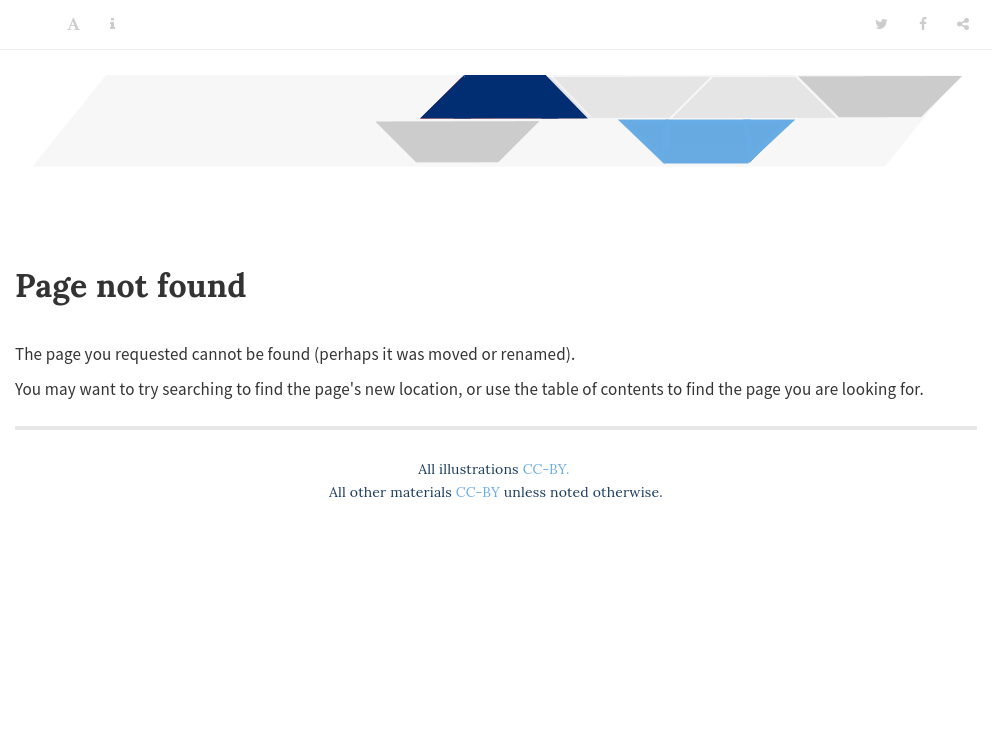 Page not found
The page you requested cannot be found (perhaps it was moved or renamed).
You may want to try searching to find the page's new location, or use the table of contents to find the page you are looking for.
All illustrations CC-BY.
All other materials CC-BY unless noted otherwise.